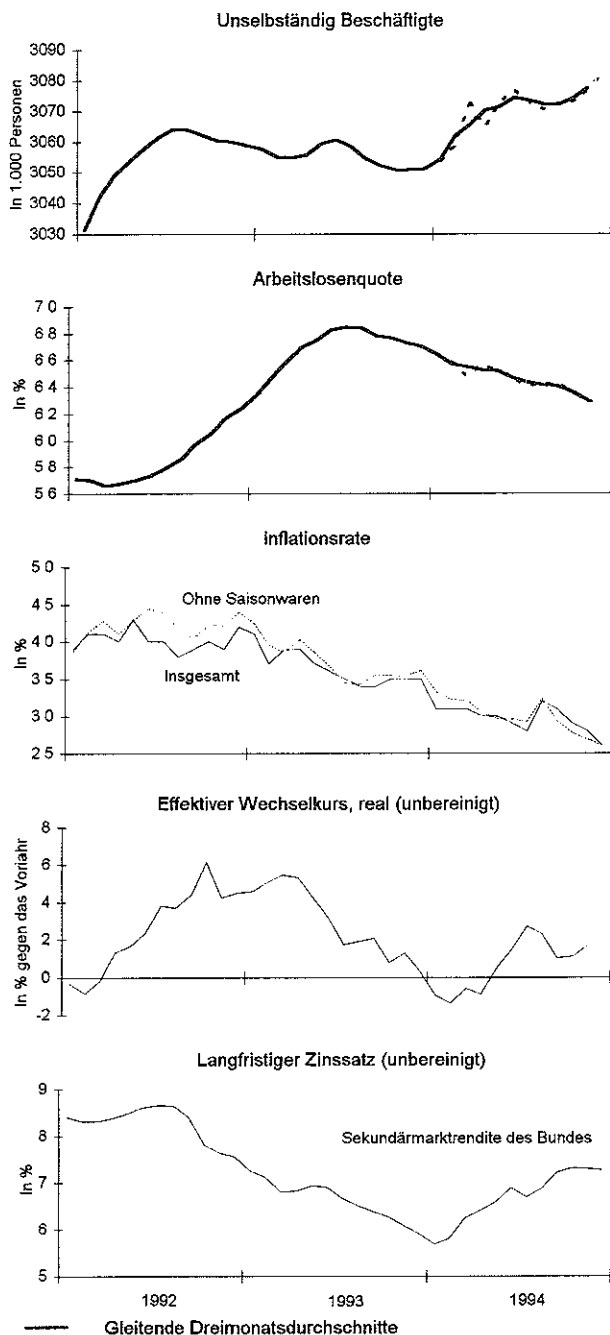 Unselbständig Beschäftigte
In 1.000 Personen
3090
3080
3070
3060
3050
3040
3030
Arbeitslosenquote
In %
7 0
6 8
6 6
6 4
6 2
6 0
5 8
5 6
Inflationsrate
In %
5 0
4 5
4 0
3 5
3 0
2 5
Ohne Saisonwaren
Insgesamt
Effektiver Wechselkurs, real (unbereinigt)
In % gegen das Vorjahr
8
6
4
2
0
-2
Langfristiger Zinssatz (unbereinigt)
In %
9
8
7
6
5
Sekundärmarktrendite des Bundes
1992 1993 1994
Gleitende Dreimonatsdurchschnitte